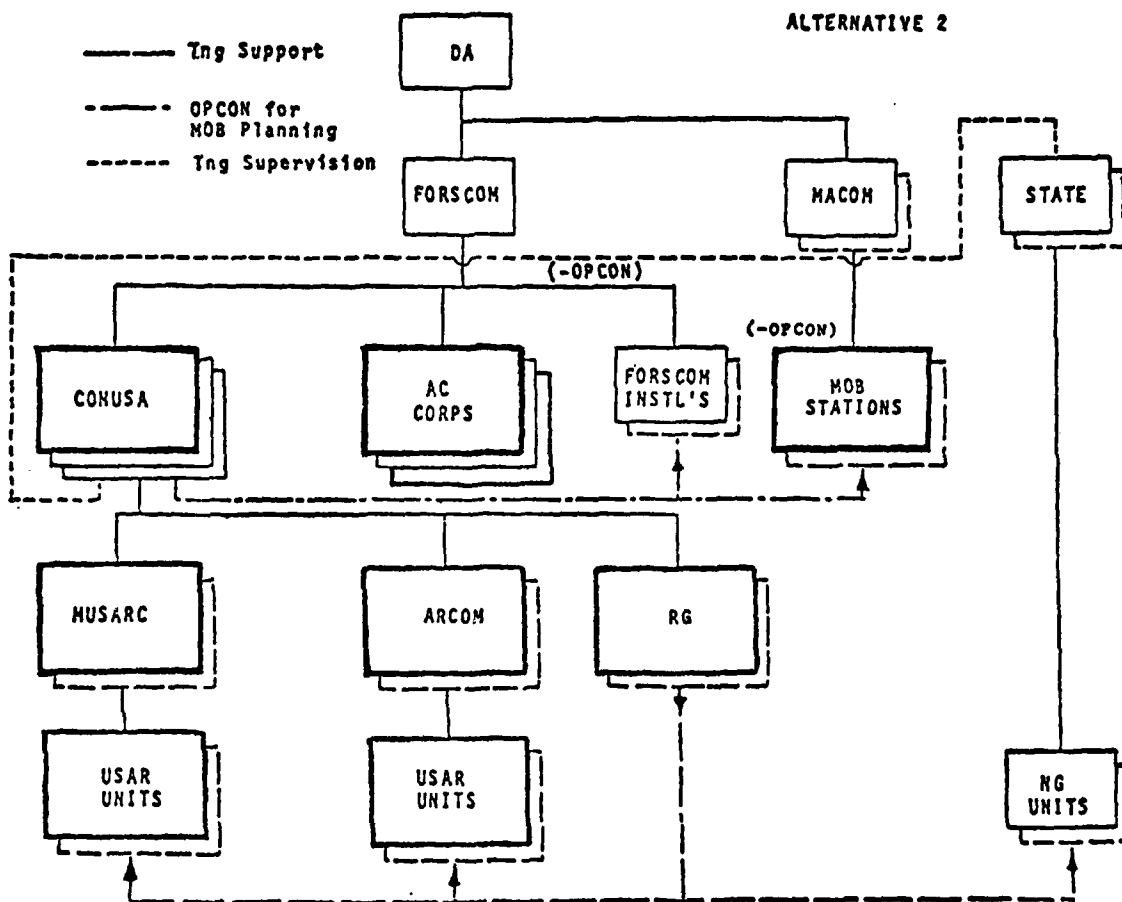 ALTERNATIVE 2
Tng Support
OPCON for
MOB Planning
Tng Supervision
DA
FORSCOM
MACOM
STATE
(-OPCON)
(-OPCON)
CONUSA
AC
CORPS
FORSCOM
INSTL'S
MOB
STATIONS
MUSARC
ARCOM
RG
USAR
UNITS
USAR
UNITS
NG
UNITS